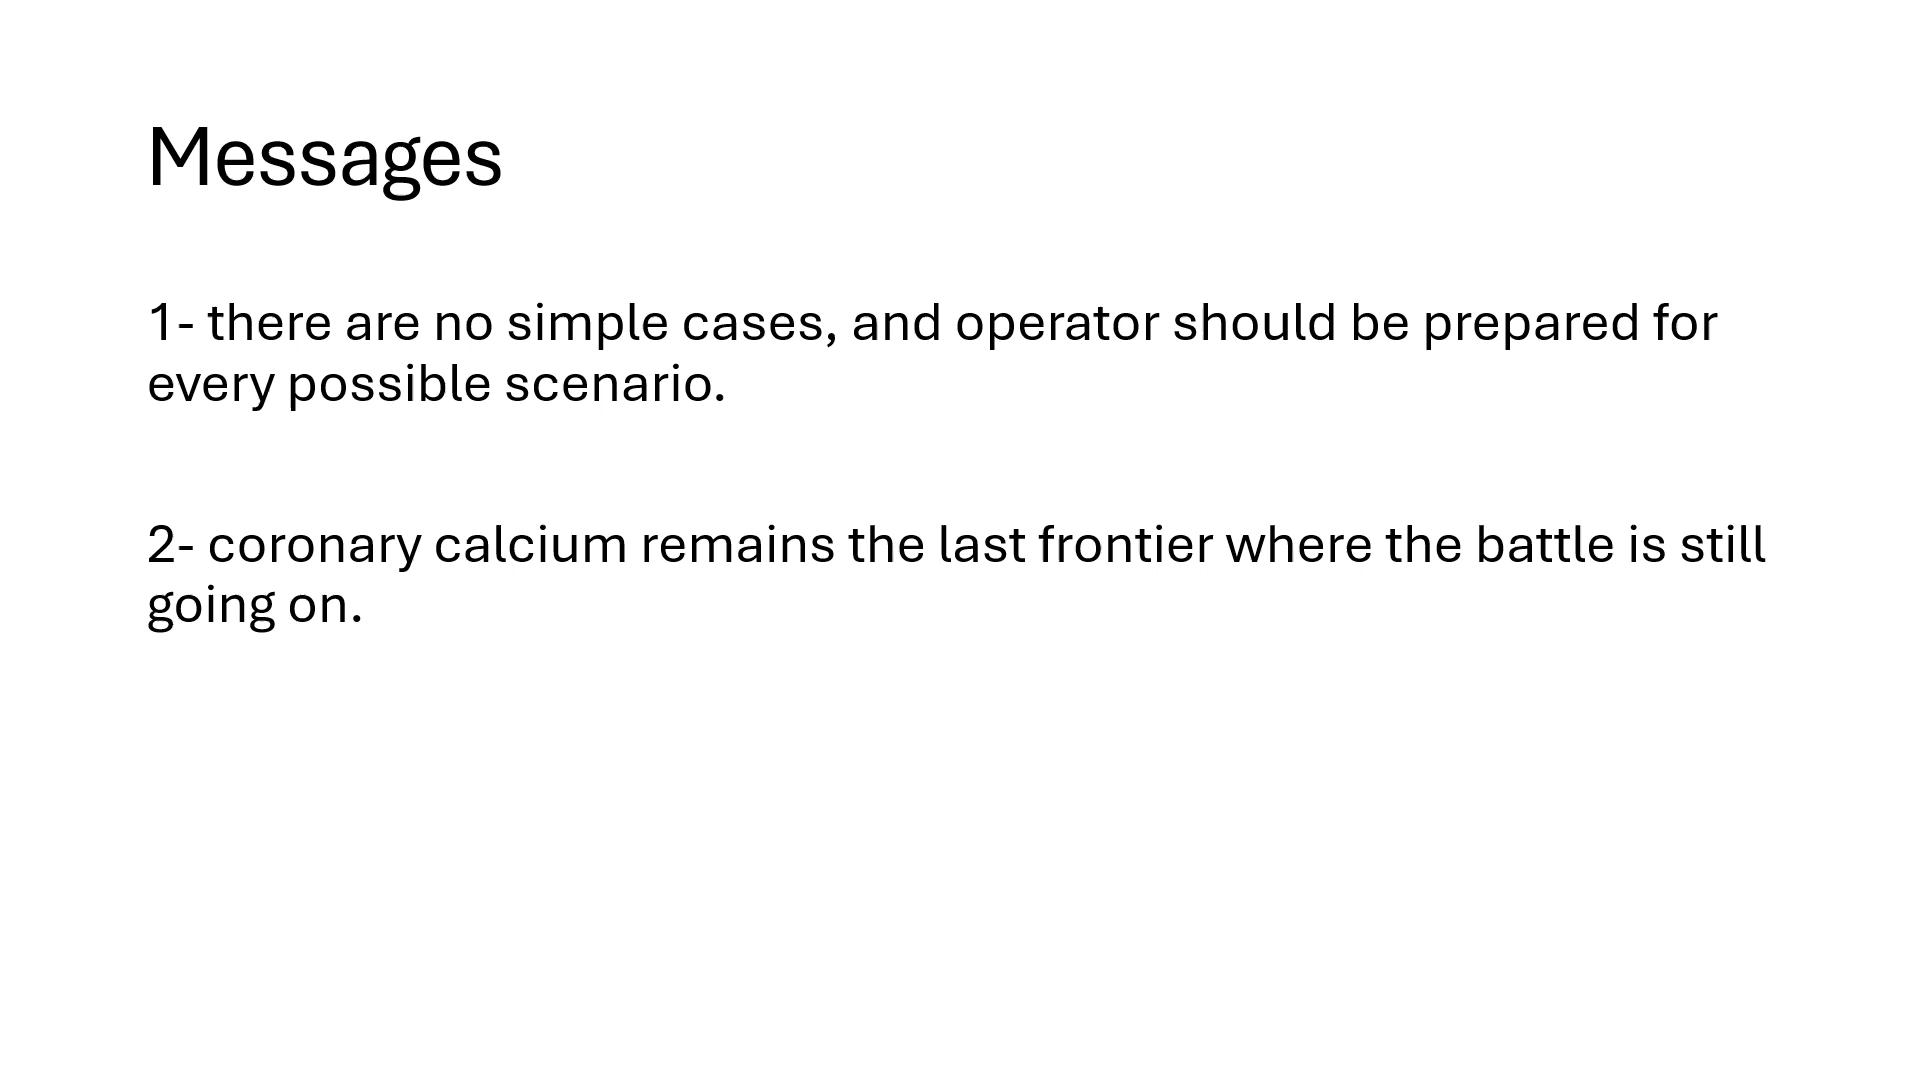 Messages
1- there are no simple cases, and operator should be prepared for
every possible scenario.
2- coronary calcium remains the last frontier where the battle is still
going on.